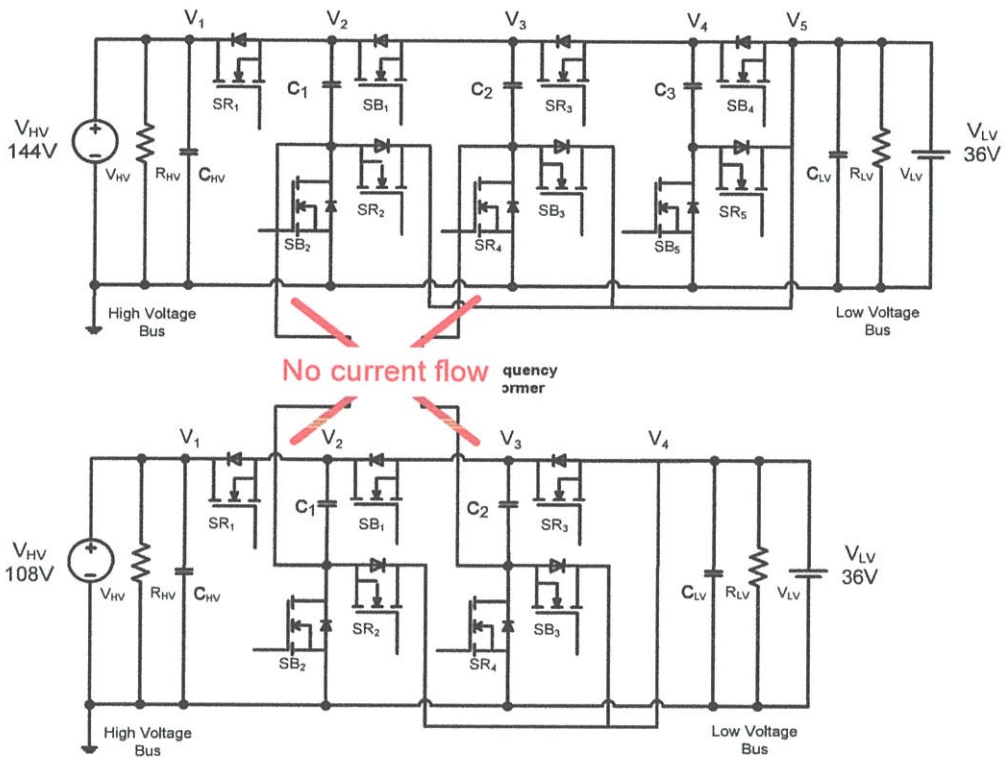 V1 V2 V3 V4 V5
C1 C2 C3
SR1 SB1 SR3 SB4
VHV
144V
VHV RHV CHV
CLV RLV VLV
VLV
36V
SR2 SB3 SR5
SB2 SR4 SB5
High Voltage
Bus
Low Voltage
Bus
No current flow
quency
ormer
V1 V2 V3 V4
C1 C2
SR1 SB1 SR3
VHV
108V
VHV RHV CHV
CLV RLV VLV
VLV
36V
SR2 SB3
SB2 SR4
High Voltage
Bus
Low Voltage
Bus